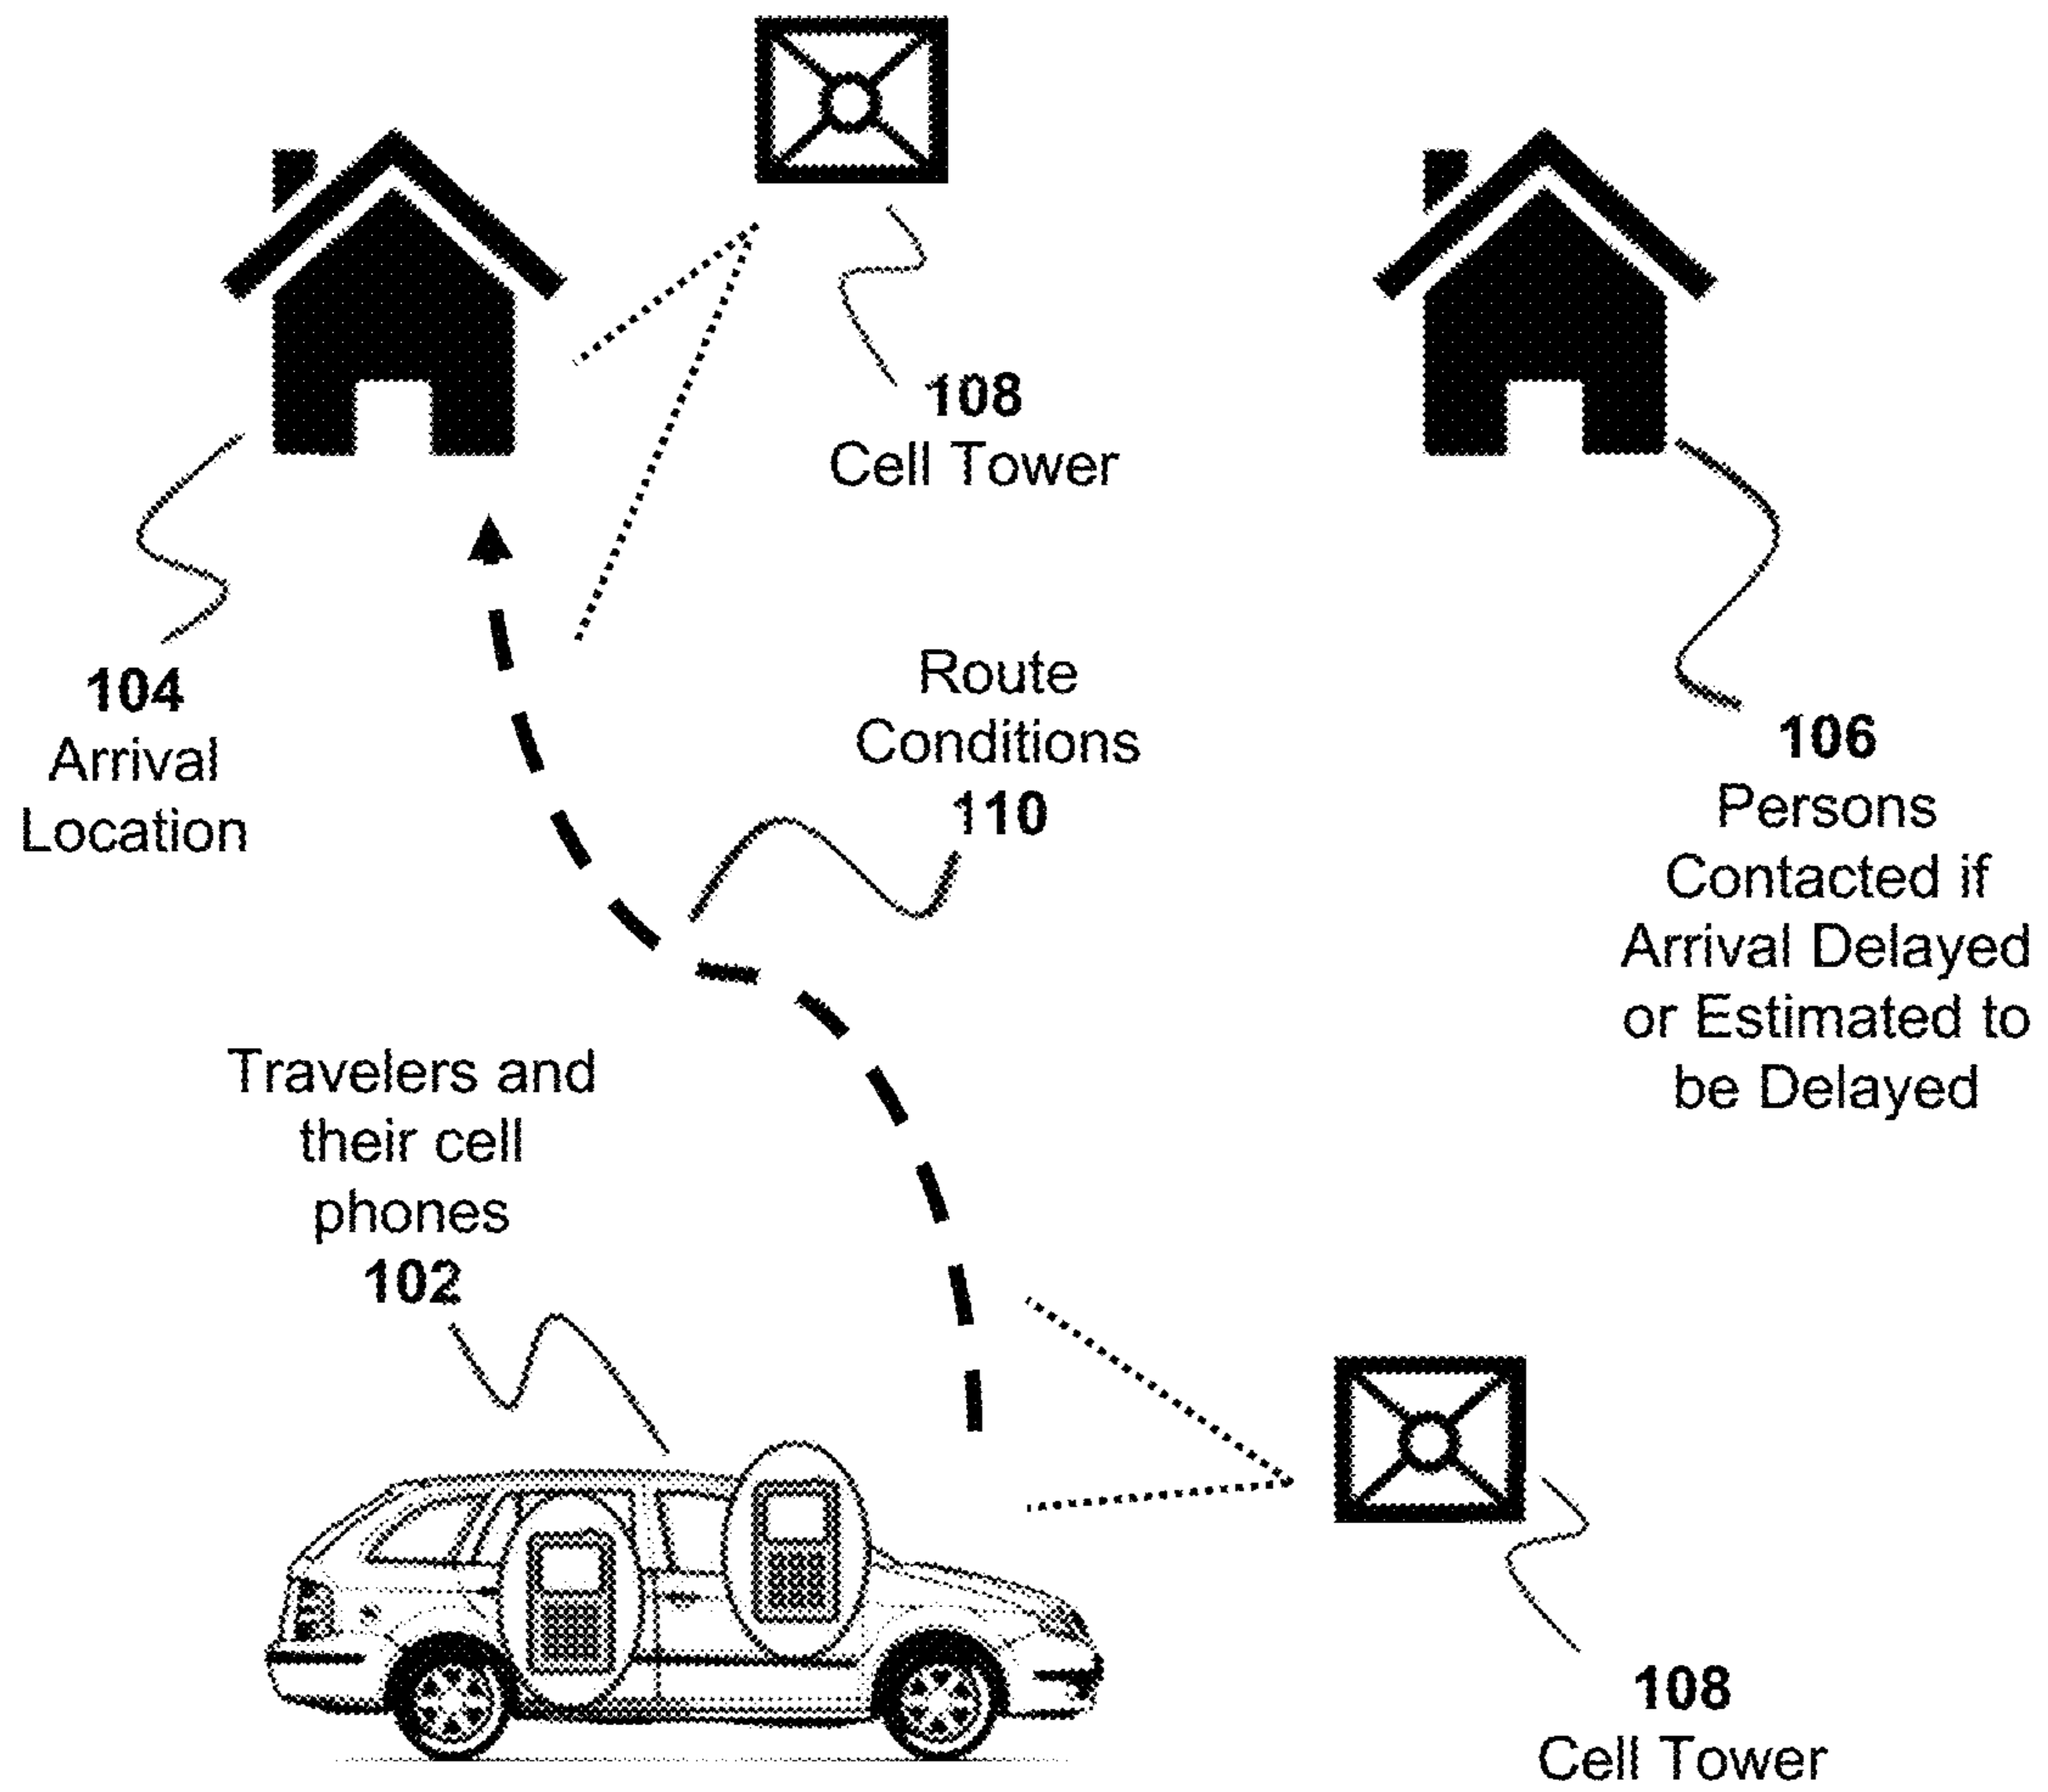 108
Cell Tower
104
Arrival
Location
Route
Conditions
110
106
Persons
Contacted if
Arrival Delayed
or Estimated to
be Delayed
Travelers and
their cell
phones
102
108
Cell Tower